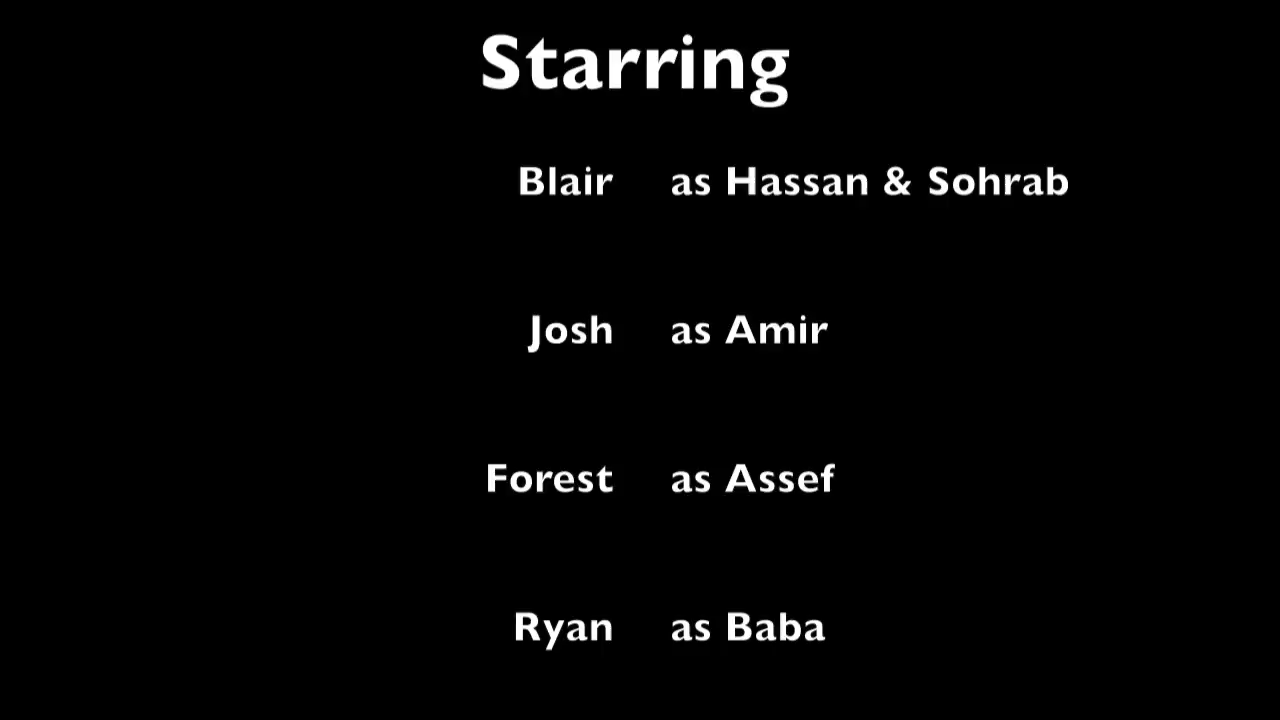 Starring
Blair as Hassan & Sohrab
Josh as Amir
Forest as Assef
Ryan as Baba